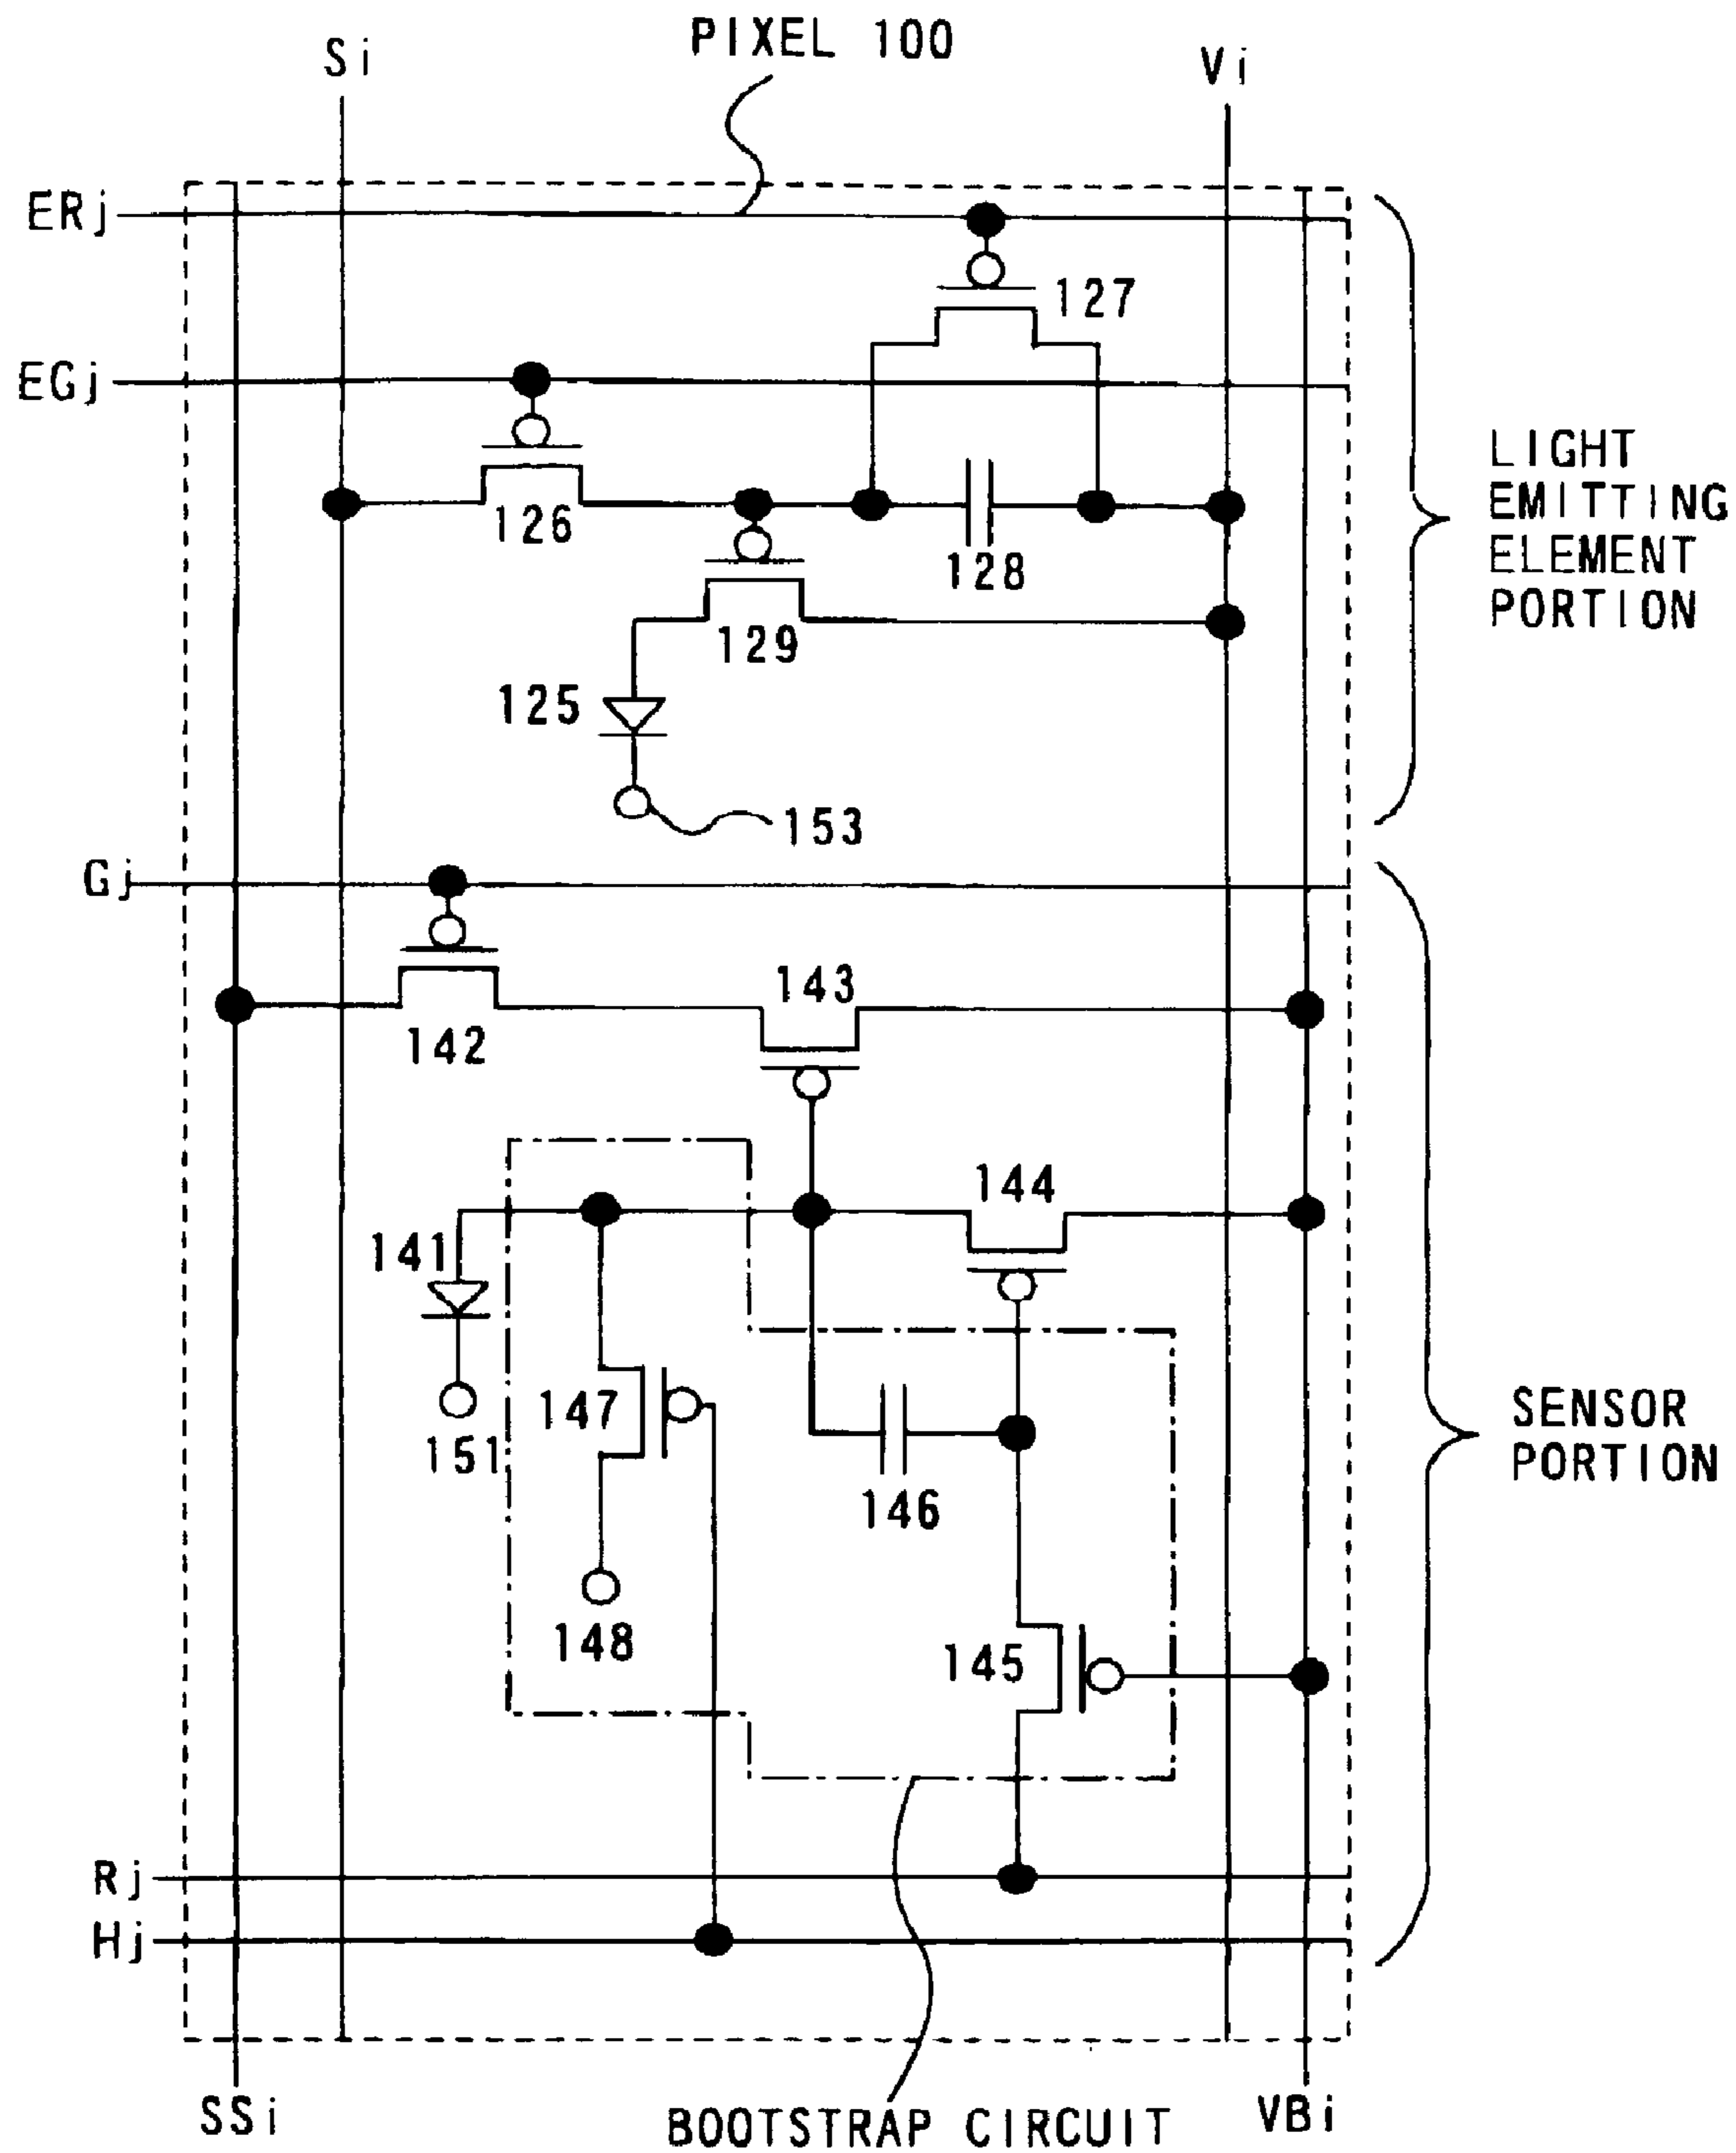 PIXEL 100
Si
Vi
ERj
127
EGj
LIGHT
EMITTING
ELEMENT
PORTION
126
128
129
125
153
Gj
143
142
144
141
147
151
146
SENSOR
PORTION
148
145
Rj
Hj
SSi
BOOTSTRAP CIRCUIT
VBi